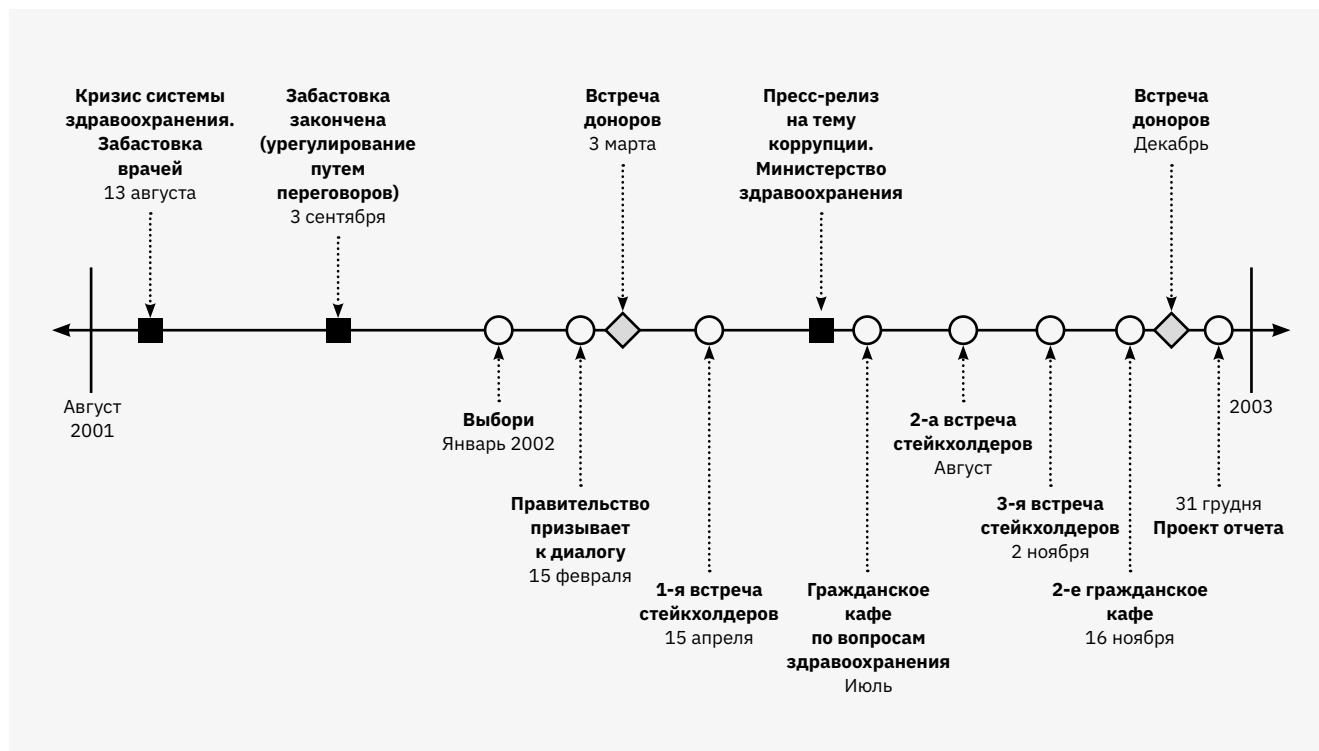 Кризис системы
здравоохранения.
Забастовка
врачей
13 августа
Забастовка
закончена
(урегулирование
путем
переговоров)
3 сентября
Встреча
доноров
3 марта
Пресс-релиз
на тему
коррупции.
Министерство
здравоохранения
Встреча
доноров
Декабрь
Август
2001
2003
Выбори
Январь 2002
Правительство
призывает
к диалогу
15 февраля
1-я встреча
стейкхолдеров
15 апреля
Гражданское
кафе
по вопросам
здравоохранения
Июль
2-а встреча
стейкхолдеров
Август
3-я встреча
стейкхолдеров
2 ноября
2-е гражданское
кафе
16 ноября
31 грудня
Проект отчета